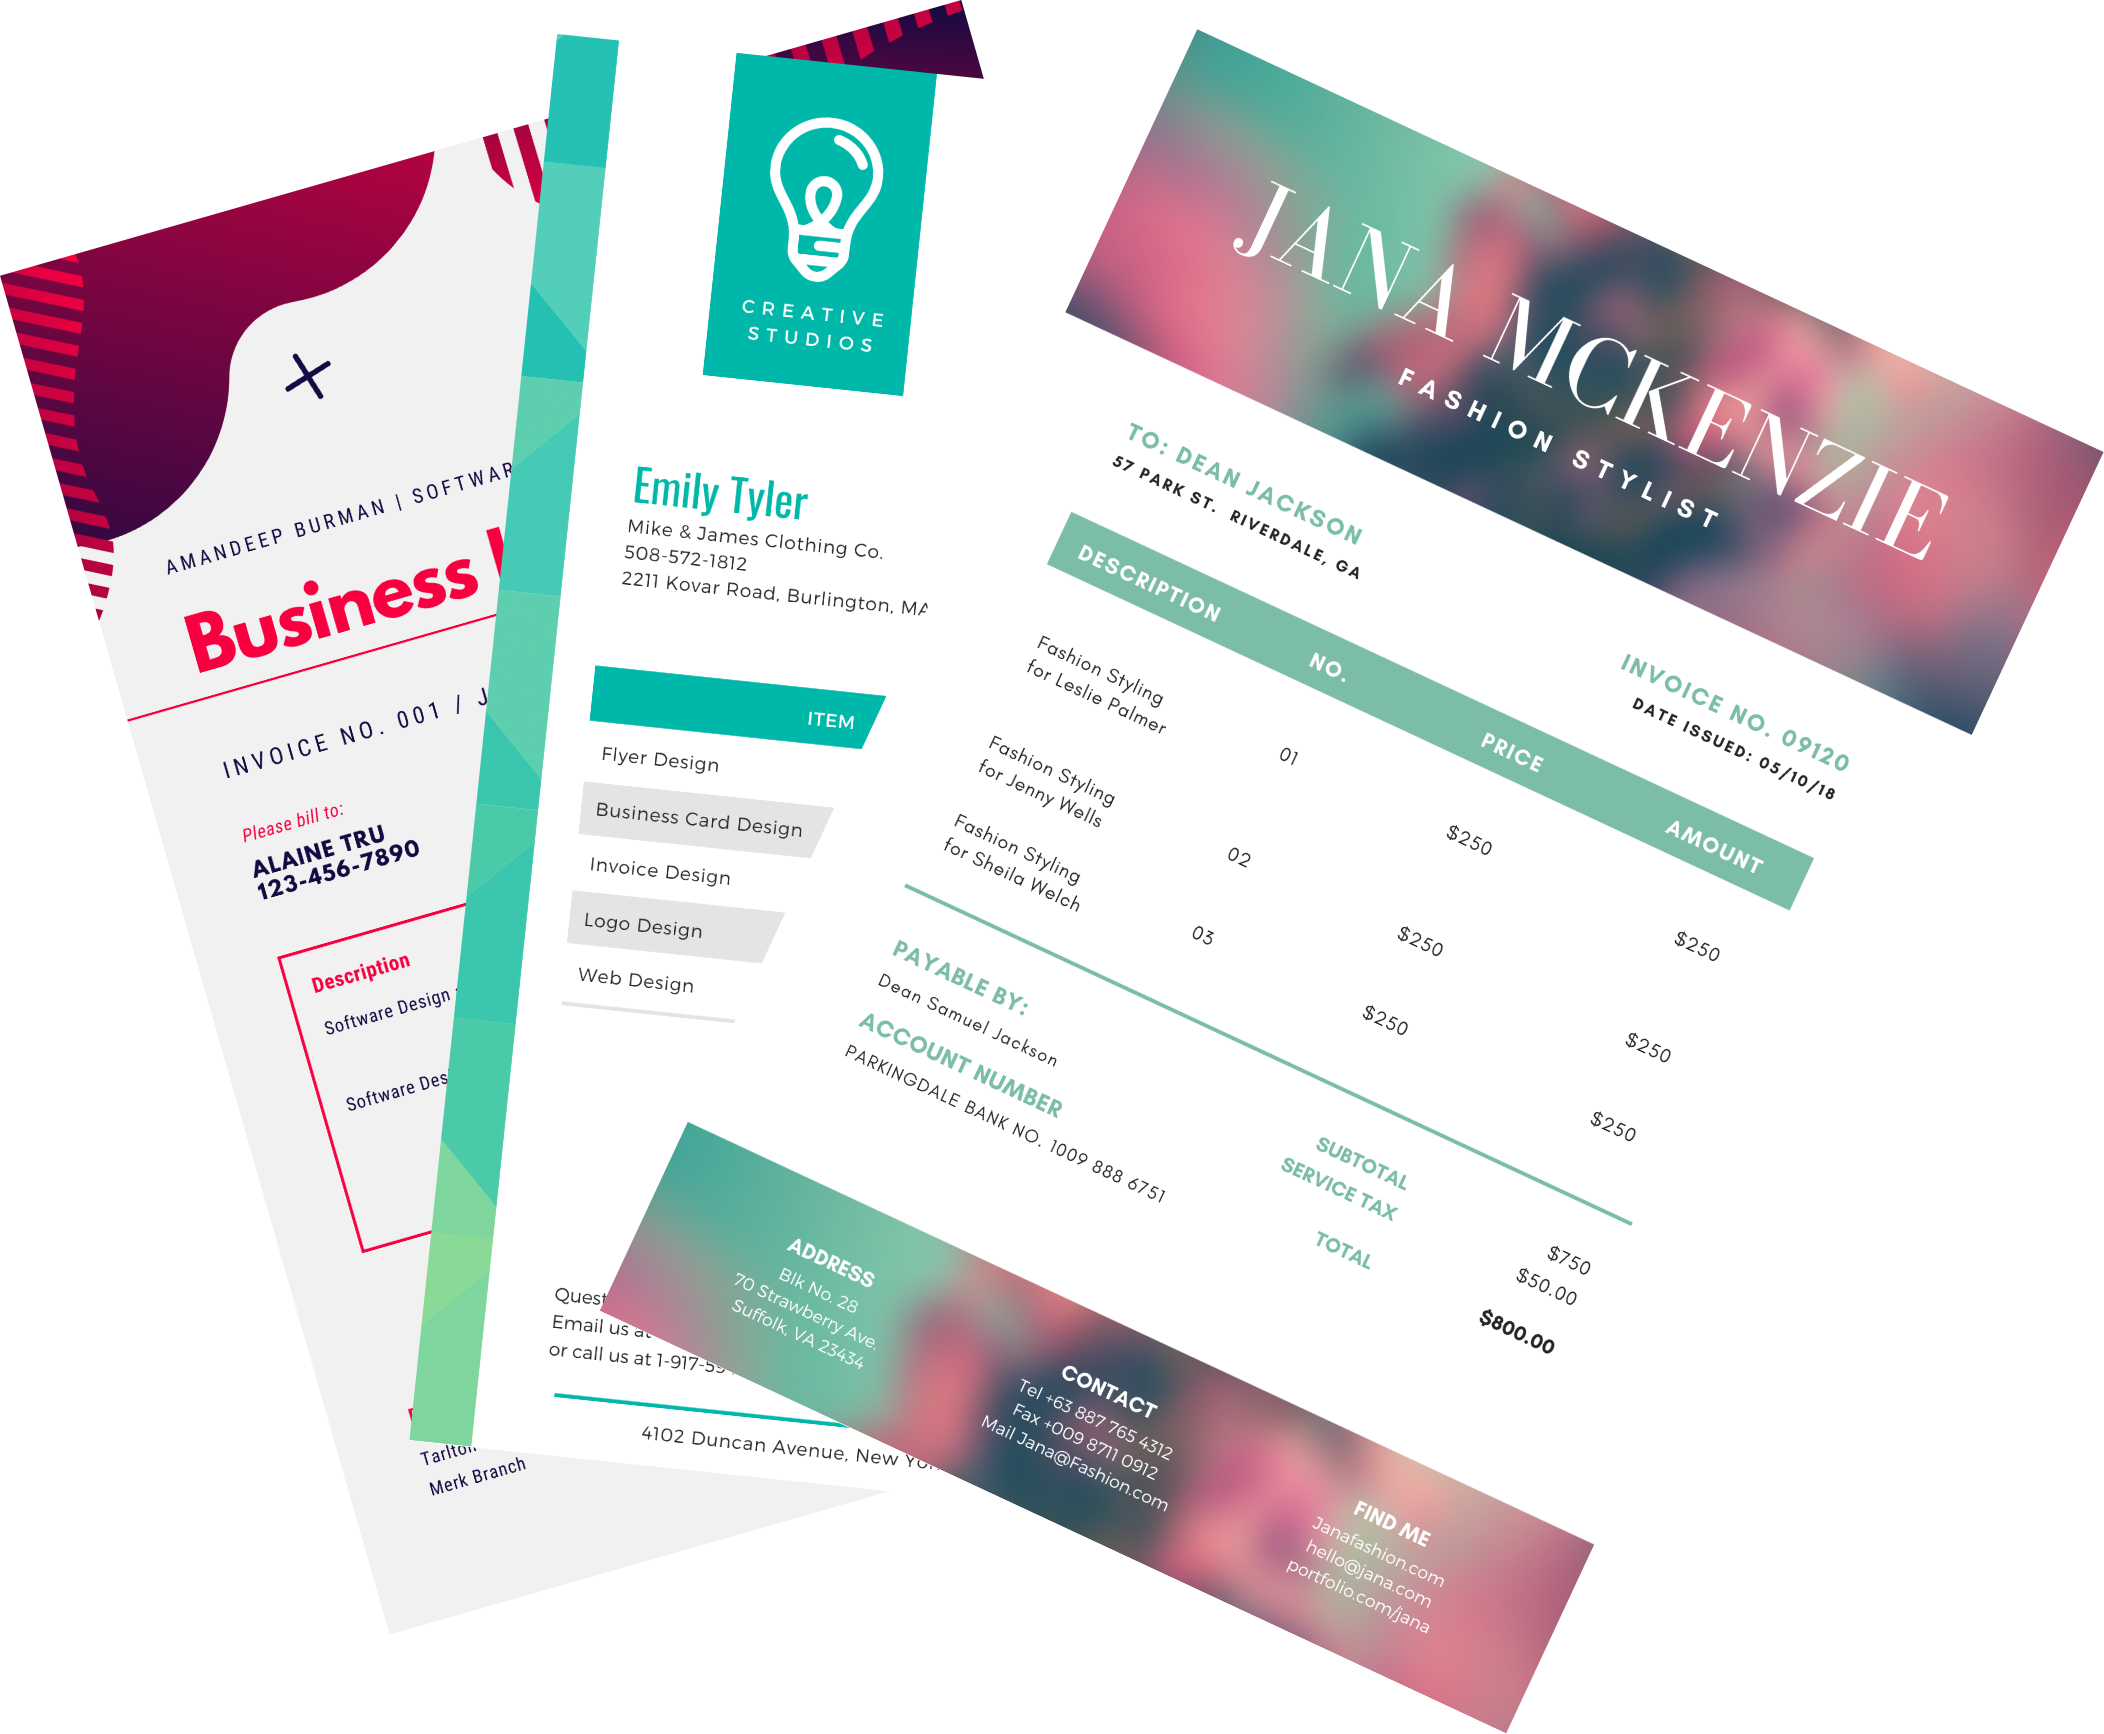 AMANDEEP BURMAN | SOFTWAR
Business
INVOICE NO. 001 / J
Please bill to:
ALAINE TRU
123-456-7890
Description
Software Design
Software Des
Tarlton
Merk Branch
CREATIVE
STUDIOS
Emily Tyler
Mike & James Clothing Co.
508-572-1812
2211 Kovar Road, Burlington, MA
ITEM
Flyer Design
Business Card Design
Invoice Design
Logo Design
Web Design
Quest
Email us at
or call us at 1-917-59
4102 Duncan Avenue, New Yor
JANA MCKENZIE
FASHION STYLIST
TO: DEAN JACKSON
57 PARK ST. RIVERDALE, GA
INVOICE NO. 09120
DATE ISSUED: 05/10/18
DESCRIPTION NO. PRICE AMOUNT
Fashion Styling
for Leslie Palmer 01 $250 $250
Fashion Styling
for Jenny Wells 02 $250 $250
Fashion Styling
for Sheila Welch 03 $250 $250
PAYABLE BY:
Dean Samuel Jackson
ACCOUNT NUMBER
PARKINGDALE BANK NO. 1009 888 6751
SUBTOTAL $750
SERVICE TAX $50.00
TOTAL $800.00
ADDRESS
Blk No. 28
70 Strawberry Ave.
Suffolk, VA 23434
CONTACT
Tel +63 887 765 4312
Fax +009 8711 0912
Mail Jana@Fashion.com
FIND ME
Janafashion.com
hello@jana.com
portfolio.com/jana